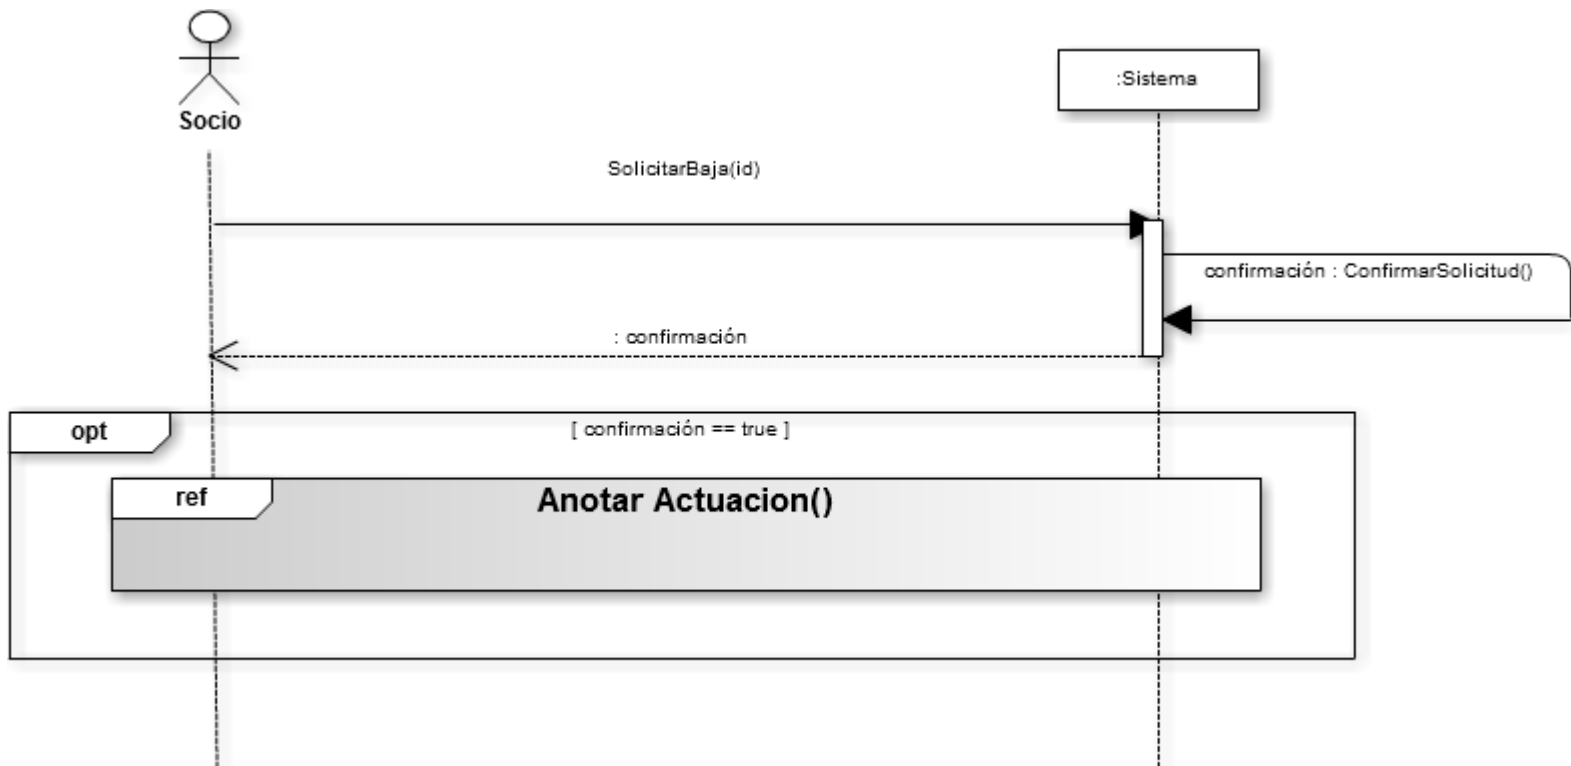 Socio
:Sistema
SolicitarBaja(id)
confirmación : ConfirmarSolicitud()
: confirmación
opt
[ confirmación == true ]
ref
Anotar Actuacion()